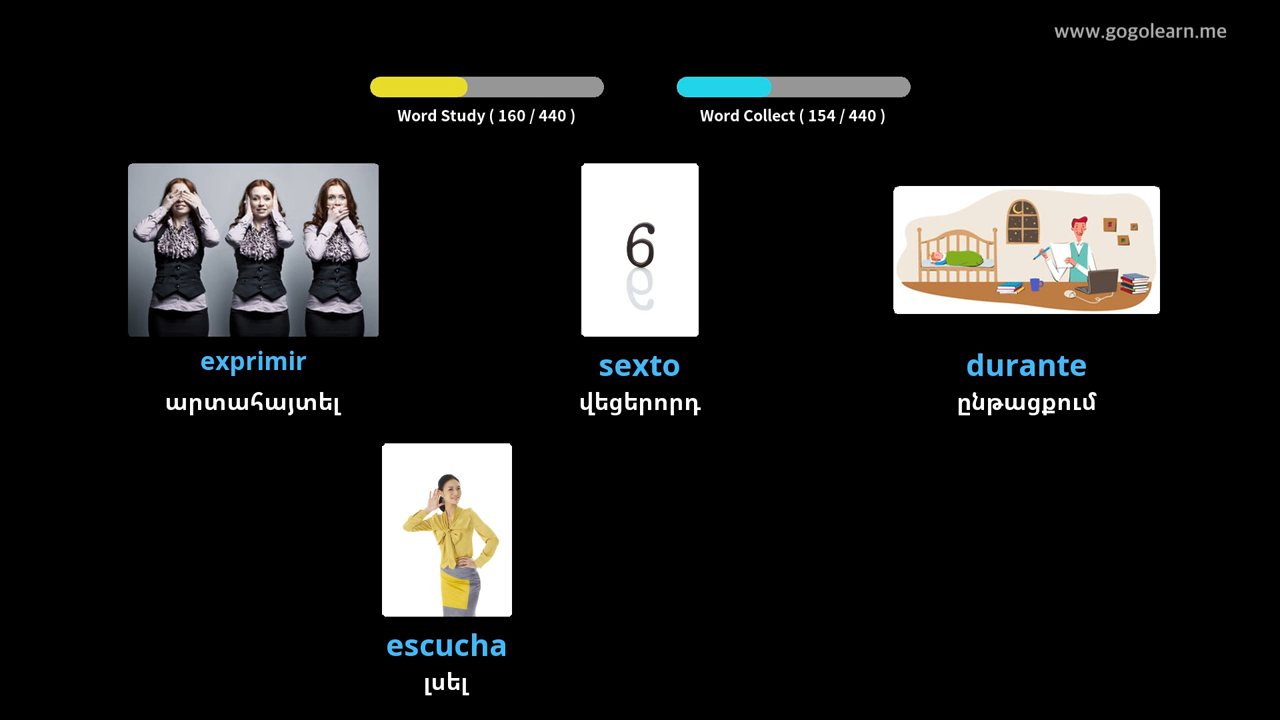 www.gogolearn.me
Word Study ( 160 / 440 )
Word Collect ( 154 / 440 )
6
exprimir
արտահայտել
sexto
վեցերորդ
durante
ընթացքում
escucha
լսել